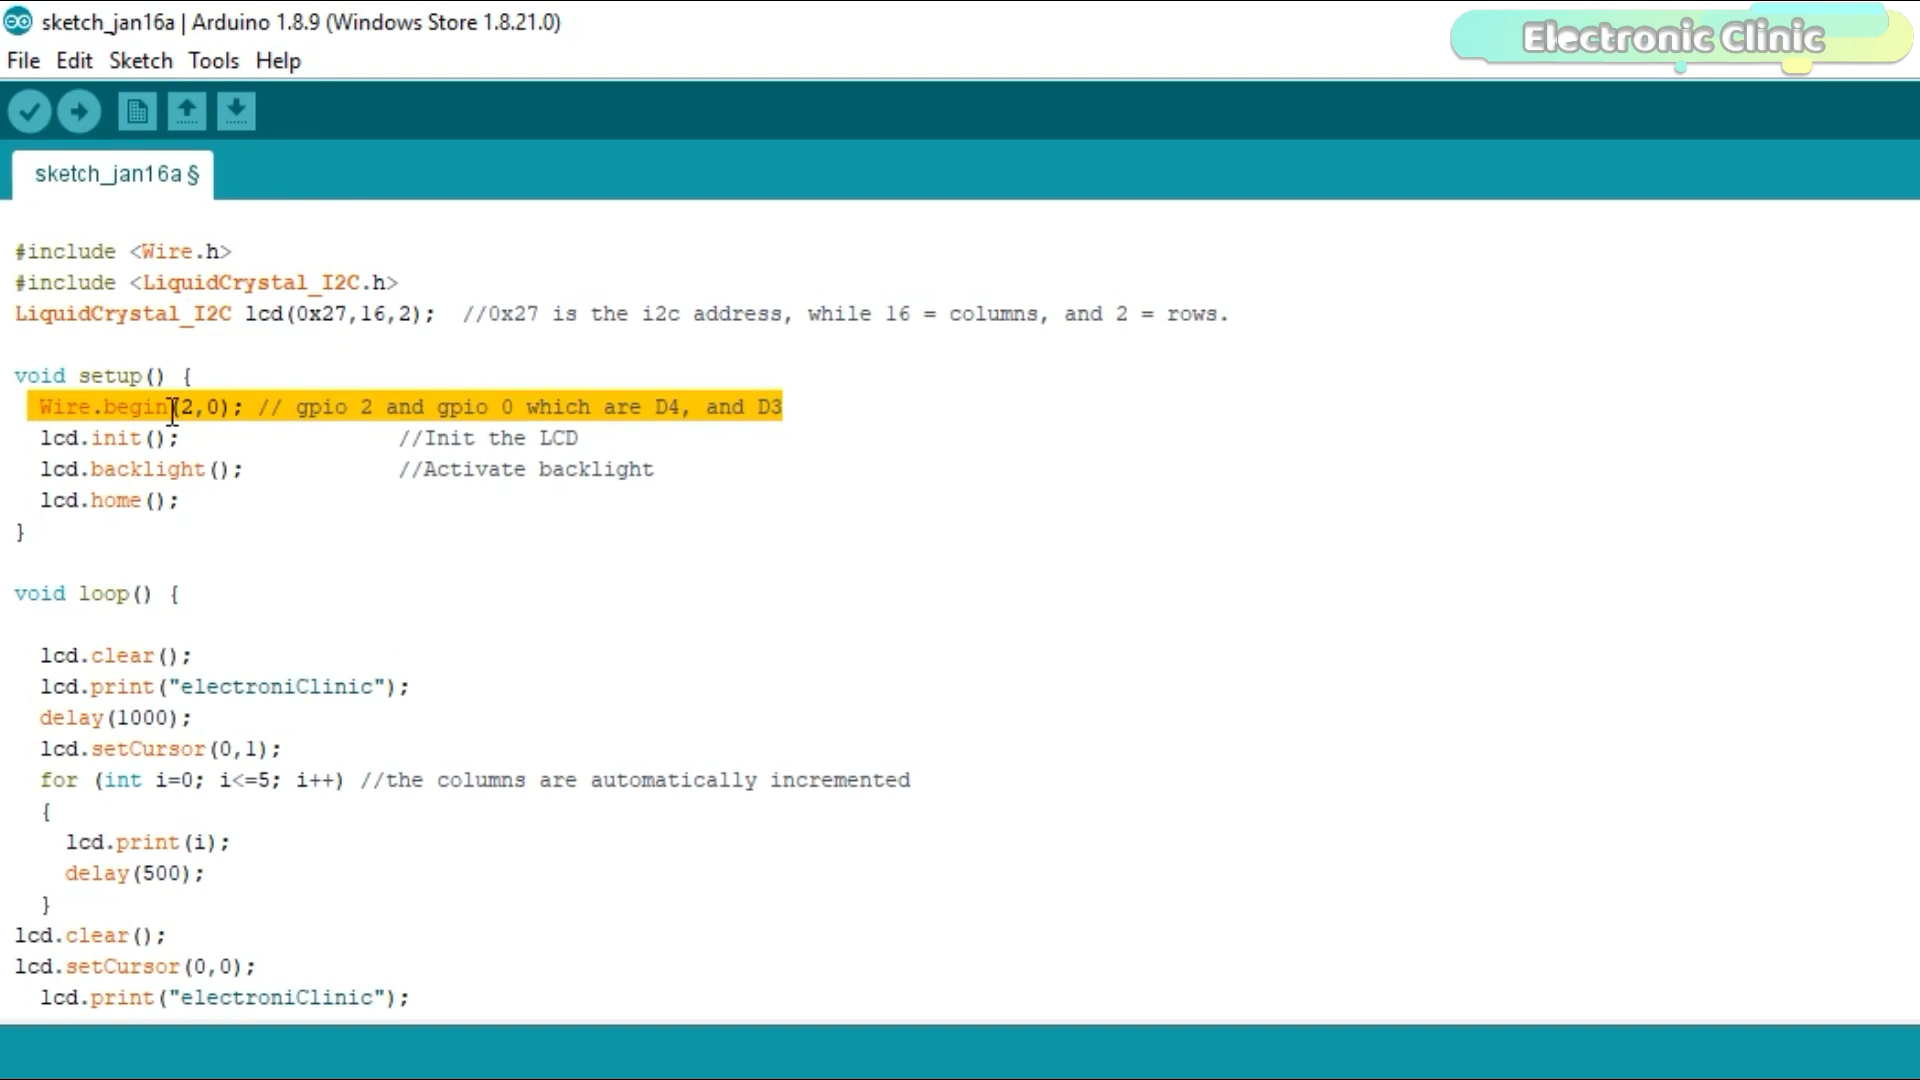 sketch_jan16a | Arduino 1.8.9 (Windows Store 1.8.21.0)
Electronic Clinic
File Edit Sketch Tools Help
sketch_jan16a §
#include <Wire.h>
#include <LiquidCrystal_I2C.h>
LiquidCrystal_I2C lcd(0x27,16,2);  //0x27 is the i2c address, while 16 = columns, and 2 = rows.
void setup() {
  Wire.begin(2,0); // gpio 2 and gpio 0 which are D4, and D3
  lcd.init();                 //Init the LCD
  lcd.backlight();            //Activate backlight
  lcd.home();
}
void loop() {
  lcd.clear();
  lcd.print("electroniClinic");
  delay(1000);
  lcd.setCursor(0,1);
  for (int i=0; i<=5; i++) //the columns are automatically incremented
  {
    lcd.print(i);
    delay(500);
  }
lcd.clear();
lcd.setCursor(0,0);
  lcd.print("electroniClinic");